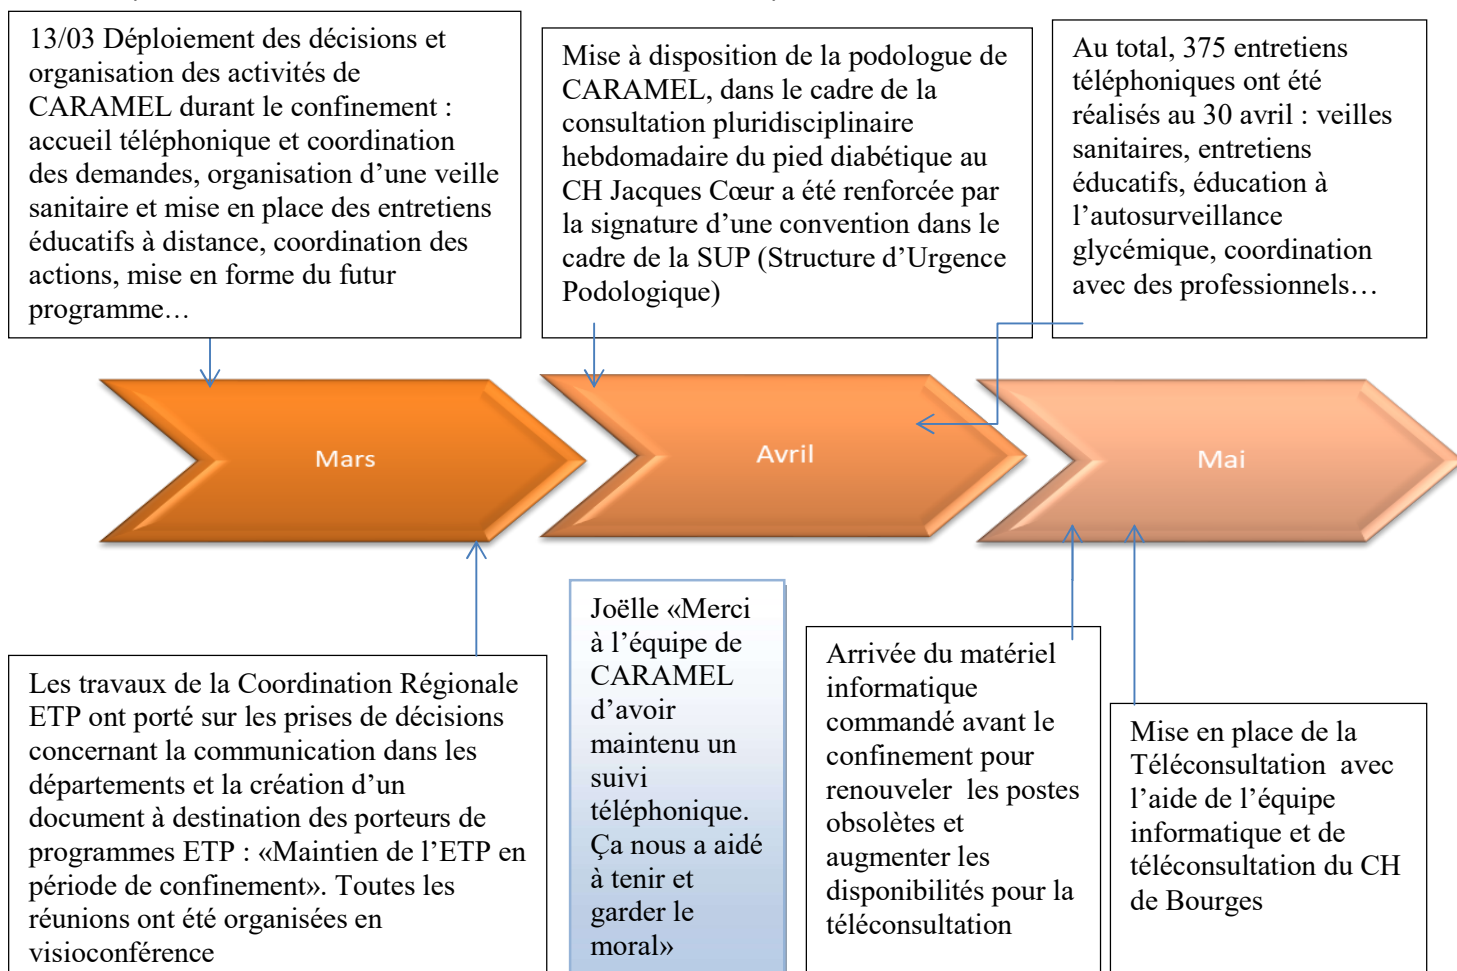 13/03 Déploiement des décisions et
organisation des activités de
CARAMEL durant le confinement :
accueil téléphonique et coordination
des demandes, organisation d’une veille
sanitaire et mise en place des entretiens
éducatifs à distance, coordination des
actions, mise en forme du futur
programme…
Mise à disposition de la podologue de
CARAMEL, dans le cadre de la
consultation pluridisciplinaire
hebdomadaire du pied diabétique au
CH Jacques Cœur a été renforcée par
la signature d’une convention dans le
cadre de la SUP (Structure d’Urgence
Podologique)
Au total, 375 entretiens
téléphoniques ont été
réalisés au 30 avril : veilles
sanitaires, entretiens
éducatifs, éducation à
l’autosurveillance
glycémique, coordination
avec des professionnels…
Mars
Avril
Mai
Les travaux de la Coordination Régionale
ETP ont porté sur les prises de décisions
concernant la communication dans les
départements et la création d’un
document à destination des porteurs de
programmes ETP : «Maintien de l’ETP en
période de confinement». Toutes les
réunions ont été organisées en
visioconférence
Joëlle «Merci
à l’équipe de
CARAMEL
d’avoir
maintenu un
suivi
téléphonique.
Ça nous a aidé
à tenir et
garder le
moral»
Arrivée du matériel
informatique
commandé avant le
confinement pour
renouveler les postes
obsolètes et
augmenter les
disponibilités pour la
téléconsultation
Mise en place de la
Téléconsultation avec
l’aide de l’équipe
informatique et de
téléconsultation du CH
de Bourges